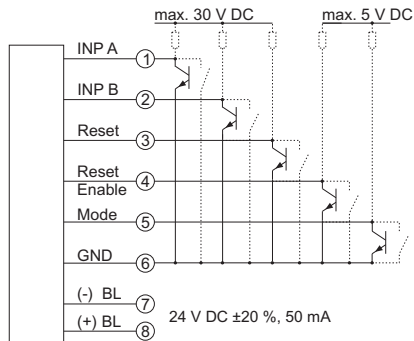 max. 30 V DC
max. 5 V DC
INP A
1
INP B
2
Reset
3
Reset
Enable
4
Mode
5
GND
6
(-) BL
7
24 V DC ±20 %, 50 mA
(+) BL
8